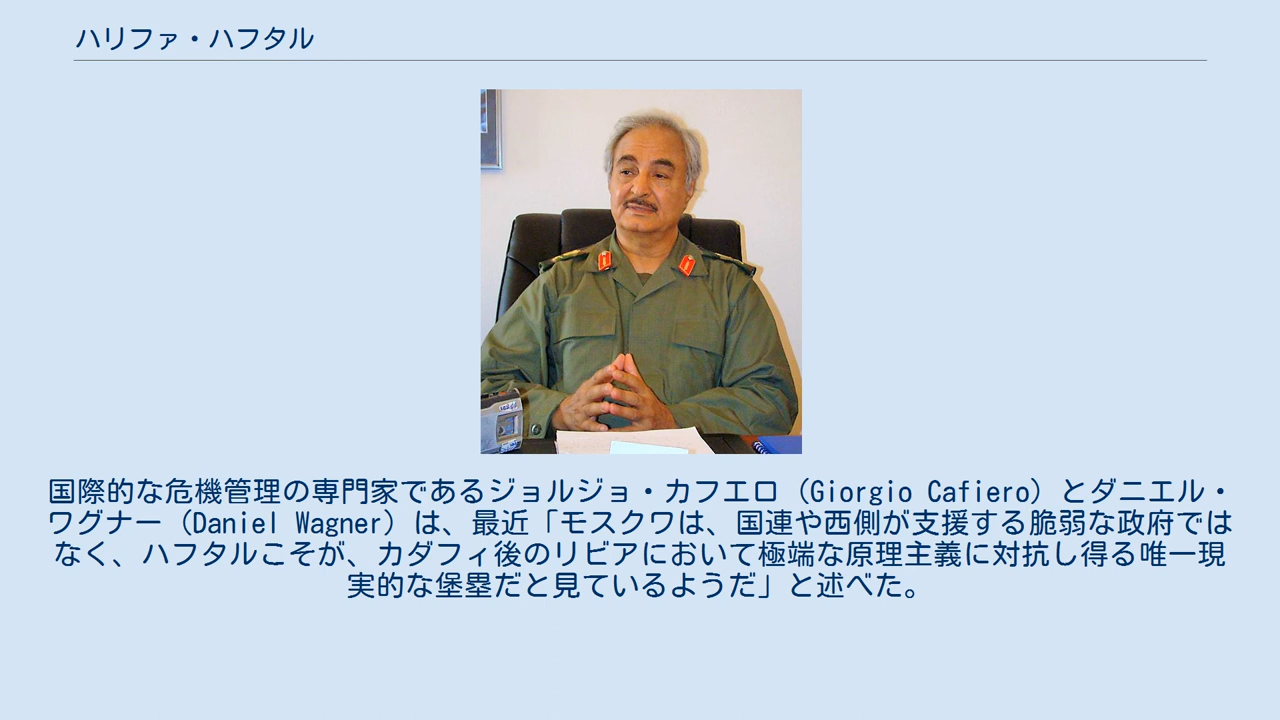 ハリファ・ハフタル
国際的な危機管理の専門家であるジョルジョ・カフエロ（Giorgio Cafiero）とダニエル・
ワグナー（Daniel Wagner）は、最近「モスクワは、国連や西側が支援する脆弱な政府では
なく、ハフタルこそが、カダフィ後のリビアにおいて極端な原理主義に対抗し得る唯一現
実的な堡塁だと見ているようだ」と述べた。